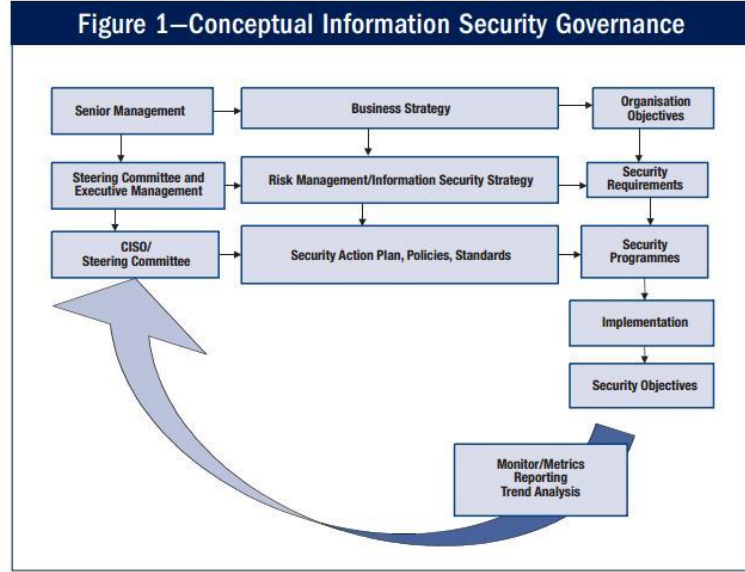 Figure 1—Conceptual Information Security Governance
Senior Management
Business Strategy
Organisation
Objectives
Steering Committee and
Executive Management
Risk Management/Information Security Strategy
Security
Requirements
CISO/
Steering Committee
Security Action Plan, Policies, Standards
Security
Programmes
Implementation
Security Objectives
Monitor/Metrics
Reporting
Trend Analysis